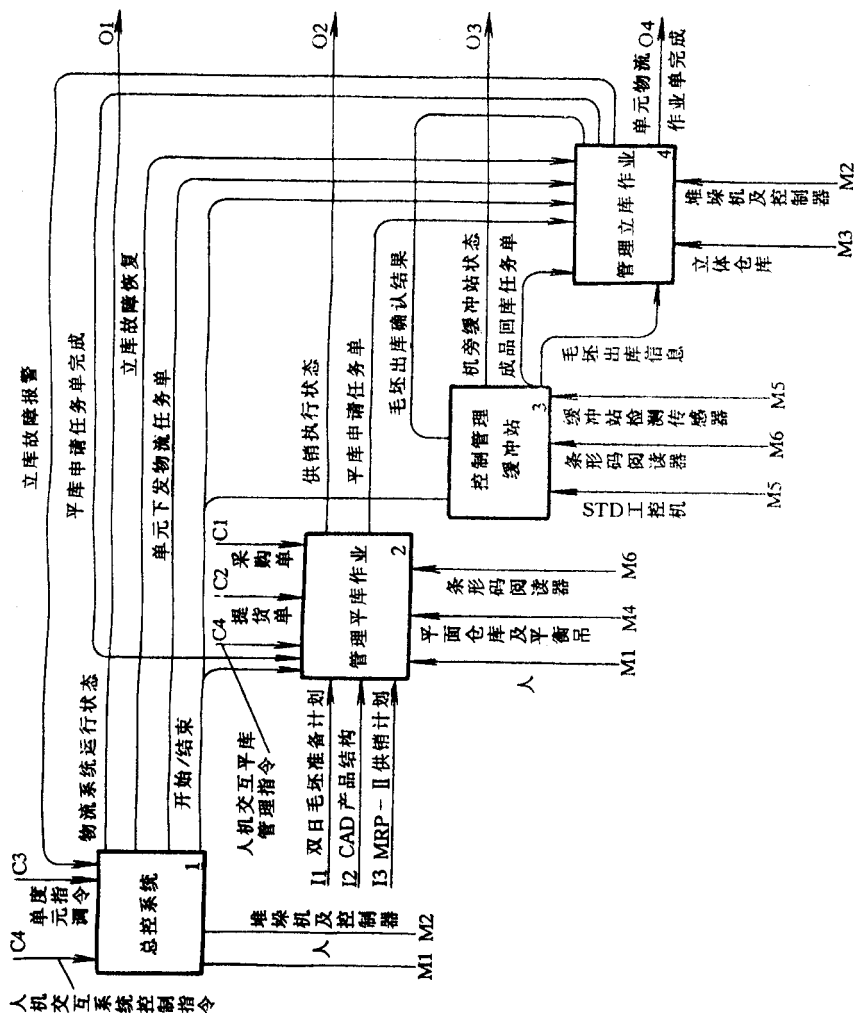 人机交互系统控制指令
C4
单元调度指令
C3
总控系统
1
人
M1
堆垛机及控制器
M2
立库故障报警
物流系统运行状态
平库申请任务单完成
立库故障恢复
单元下发物流任务单
开始/结束
人机交互平库
管理指令
C4
提货单
C2
采购单
C1
I1 双日毛坯准备计划
I2 CAD产品结构
I3 MRP-II供销计划
管理平库作业
2
人
M1
平面仓库及平衡吊
M4
条形码阅读器
M6
供销执行状态
平库申请任务单
控制管理
缓冲站
3
STD工控机
M5
条形码阅读器
M6
缓冲站检测传感器
M5
毛坯出库确认结果
机旁缓冲站状态
成品回库任务单
毛坯出库信息
管理立库作业
4
立体仓库
M3
堆垛机及控制器
M2
单元物流
作业单完成
O1
O2
O3
O4